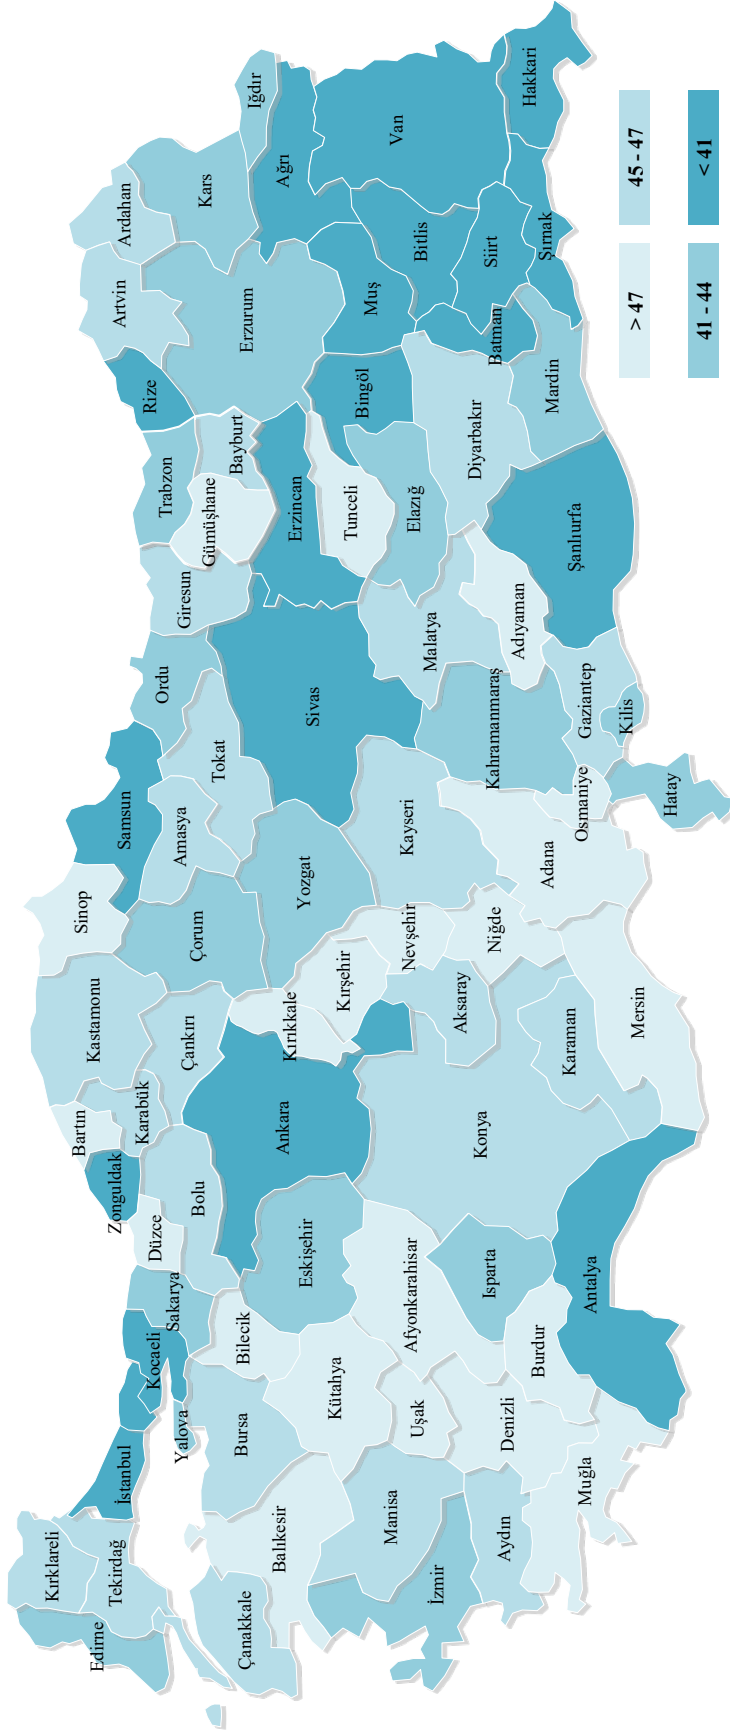 Edirne
Kırklareli
Tekirdağ
İstanbul
Çanakkale
Balıkesir
Bursa
Yalova
Kocaeli
Sakarya
Düzce
Zonguldak
Bartın
Karabük
Kastamonu
Sinop
Samsun
Ordu
Giresun
Trabzon
Rize
Artvin
Ardahan
Kars
Iğdır
Ağrı
Erzurum
Bayburt
Gümüşhane
Erzincan
Tunceli
Bingöl
Muş
Bitlis
Van
Hakkari
Şırnak
Siirt
Batman
Mardin
Diyarbakır
Elazığ
Malatya
Adıyaman
Şanlıurfa
Gaziantep
Kilis
Hatay
Osmaniye
Kahramanmaraş
Adana
Kayseri
Sivas
Tokat
Amasya
Çorum
Yozgat
Çankırı
Kırıkkale
Kırşehir
Nevşehir
Niğde
Aksaray
Mersin
Karaman
Konya
Ankara
Bolu
Eskişehir
Bilecik
Kütahya
Afyonkarahisar
Uşak
Isparta
Burdur
Antalya
Denizli
Muğla
Aydın
Manisa
İzmir
> 47
45 - 47
41 - 44
< 41